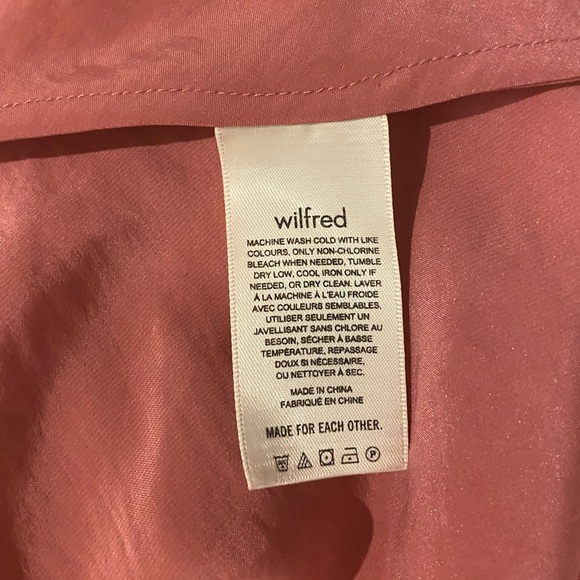 wilfred
MACHINE WASH COLD WITH LIKE
COLOURS, ONLY NON-CHLORINE
BLEACH WHEN NEEDED, TUMBLE
DRY LOW, COOL IRON ONLY IF
NEEDED, OR DRY CLEAN. LAVER
À LA MACHINE À L'EAU FROIDE
AVEC COULEURS SEMBLABLES,
UTILISER SEULEMENT UN
JAVELLISANT SANS CHLORE AU
BESOIN, SÉCHER À BASSE
TEMPÉRATURE, REPASSAGE
DOUX SI NÉCESSAIRE,
OU NETTOYER À SEC.
MADE IN CHINA
FABRIQUÉ EN CHINE
MADE FOR EACH OTHER.